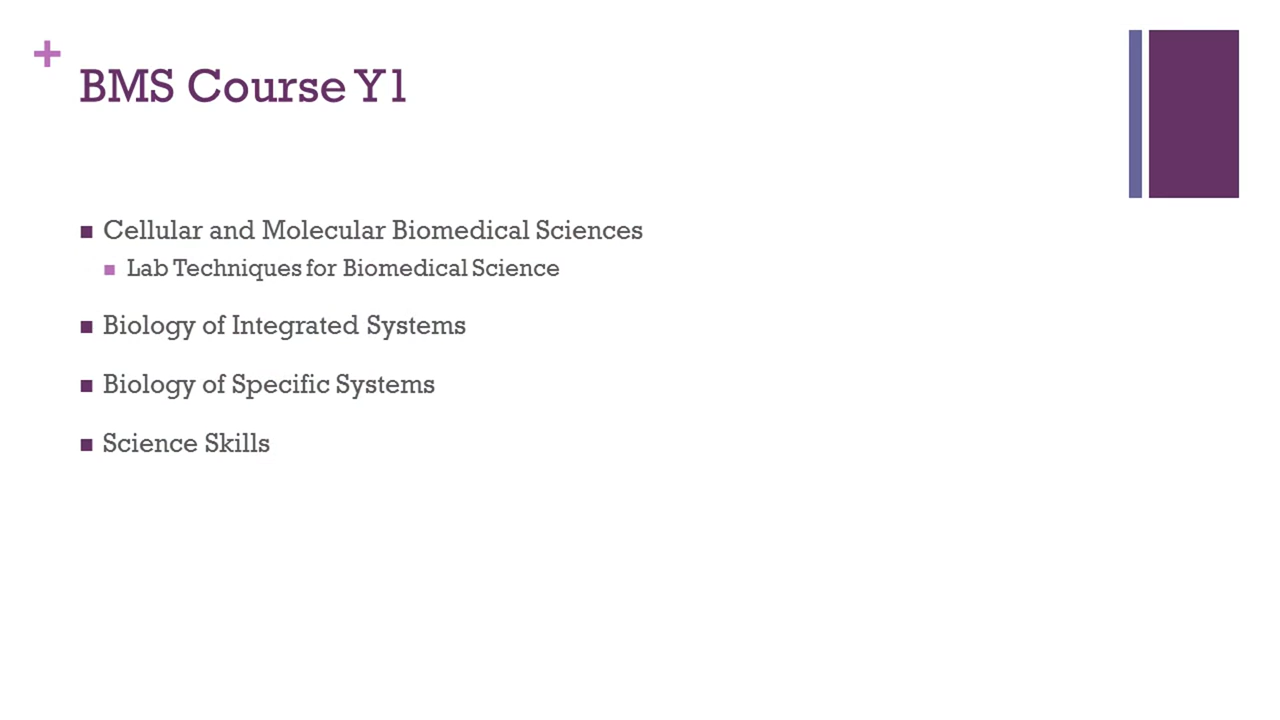 +
BMS Course Y1
Cellular and Molecular Biomedical Sciences
Lab Techniques for Biomedical Science
Biology of Integrated Systems
Biology of Specific Systems
Science Skills